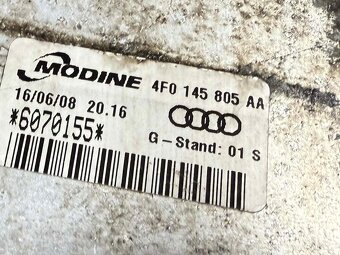 MODINE 4F0 145 805 AA
16/06/08 20.16
*6070155*
G-Stand: 01 S